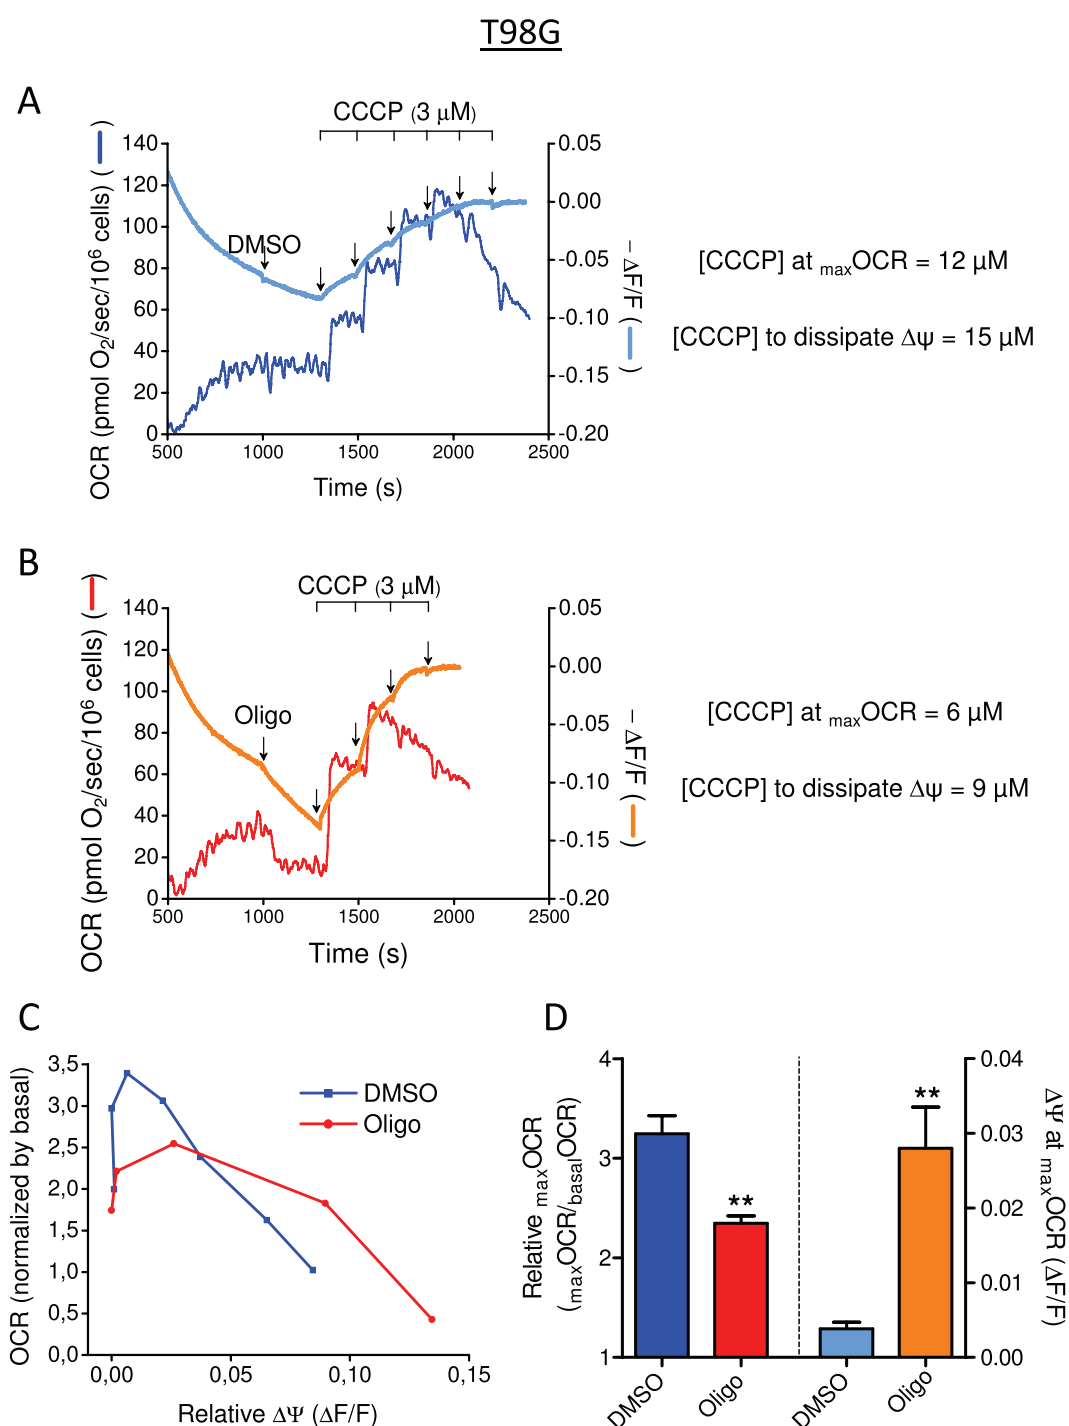 T98G
A
CCCP (3 μM)
OCR (pmol O2/sec/10^6 cells) ( )
140
120
100
80
60
40
20
0
DMSO
0.05
0.00
-0.05
-0.10
-0.15
-0.20
−ΔF/F ( )
500
1000
1500
2000
2500
Time (s)
[CCCP] at maxOCR = 12 μM
[CCCP] to dissipate Δψ = 15 μM
B
CCCP (3 μM)
OCR (pmol O2/sec/10^6 cells) ( )
140
120
100
80
60
40
20
0
Oligo
0.05
0.00
-0.05
-0.10
-0.15
-0.20
−ΔF/F ( )
500
1000
1500
2000
2500
Time (s)
[CCCP] at maxOCR = 6 μM
[CCCP] to dissipate Δψ = 9 μM
C
OCR (normalized by basal)
3,5
3,0
2,5
2,0
1,5
1,0
0,5
0,0
DMSO
Oligo
0,00
0,05
0,10
0,15
Relative ΔΨ (ΔF/F)
D
Relative maxOCR
(maxOCR/basalOCR)
4
3
2
1
**
**
0.04
0.03
0.02
0.01
0.00
ΔΨ at maxOCR (ΔF/F)
DMSO
Oligo
DMSO
Oligo